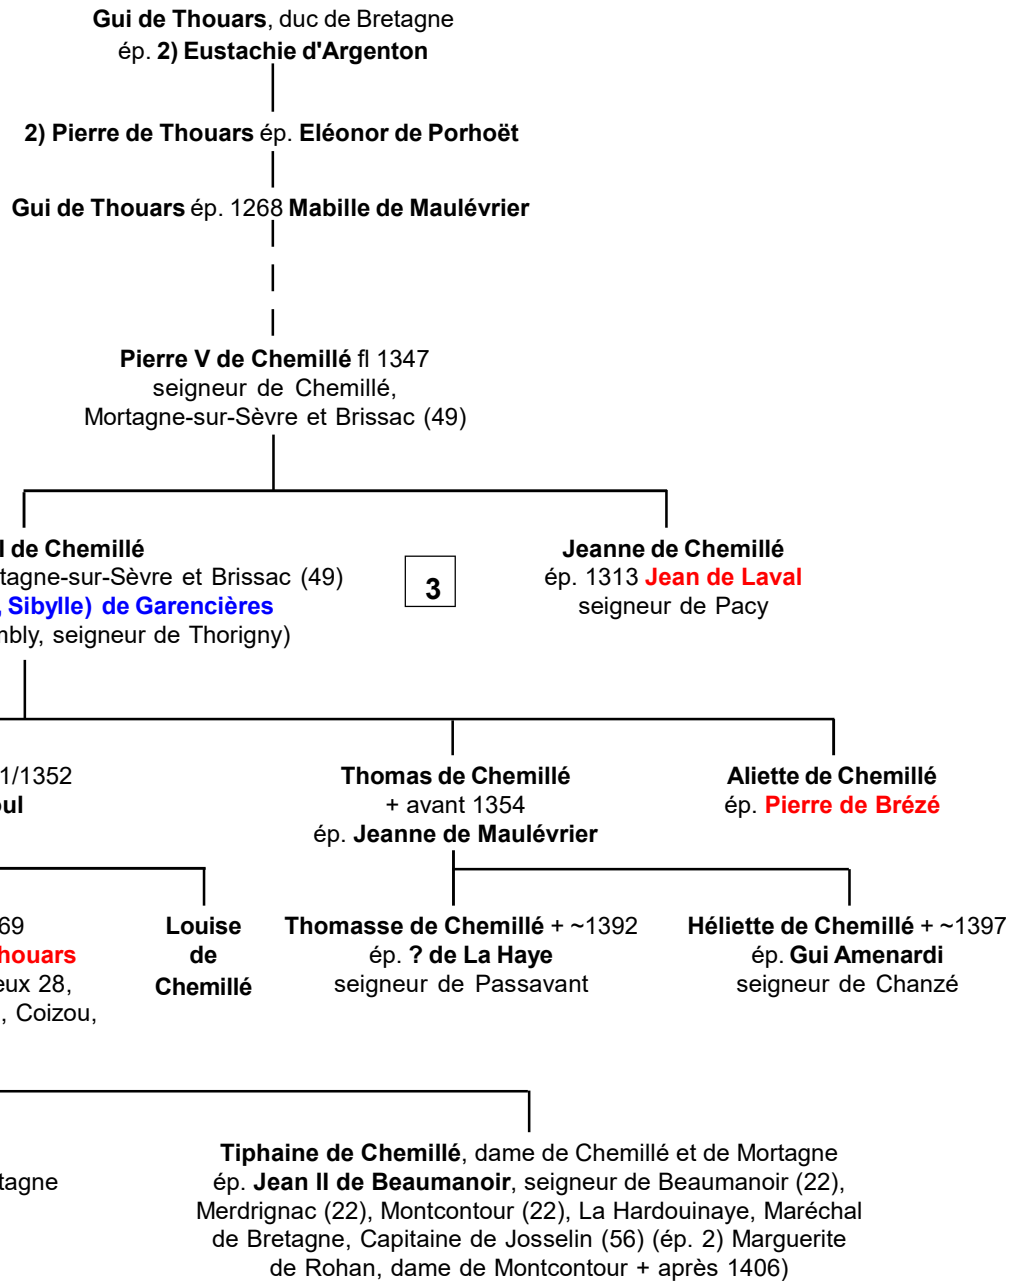 Gui de Thouars, duc de Bretagne
ép. 2) Eustachie d'Argenton
2) Pierre de Thouars ép. Eléonor de Porhoët
Gui de Thouars ép. 1268 Mabille de Maulévrier
Pierre V de Chemillé fl 1347
seigneur de Chemillé,
Mortagne-sur-Sèvre et Brissac (49)
I de Chemillé
tagne-sur-Sèvre et Brissac (49)
, Sibylle) de Garencières
mbly, seigneur de Thorigny)
3
Jeanne de Chemillé
ép. 1313 Jean de Laval
seigneur de Pacy
1/1352
oul
Thomas de Chemillé
+ avant 1354
ép. Jeanne de Maulévrier
Aliette de Chemillé
ép. Pierre de Brézé
69
houars
eux 28,
, Coizou,
Louise
de
Chemillé
Thomasse de Chemillé + ~1392
ép. ? de La Haye
seigneur de Passavant
Héliette de Chemillé + ~1397
ép. Gui Amenardi
seigneur de Chanzé
tagne
Tiphaine de Chemillé, dame de Chemillé et de Mortagne
ép. Jean II de Beaumanoir, seigneur de Beaumanoir (22),
Merdrignac (22), Montcontour (22), La Hardouinaye, Maréchal
de Bretagne, Capitaine de Josselin (56) (ép. 2) Marguerite
de Rohan, dame de Montcontour + après 1406)